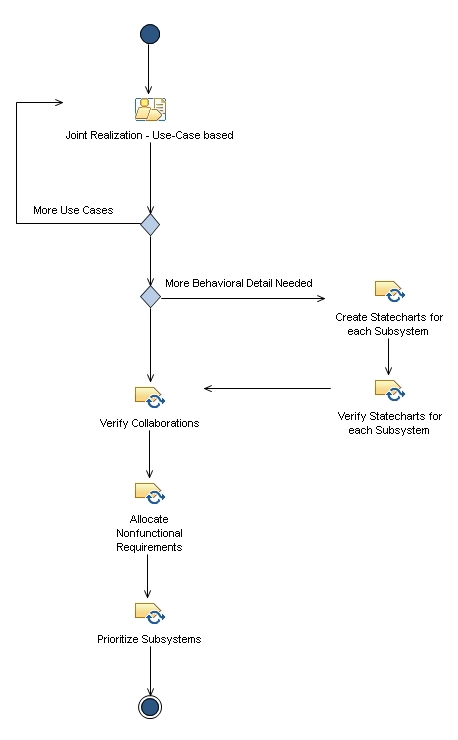 Joint Realization - Use-Case based
More Use Cases
More Behavioral Detail Needed
Create Statecharts for
each Subsystem
Verify Collaborations
Verify Statecharts for
each Subsystem
Allocate
Nonfunctional
Requirements
Prioritize Subsystems